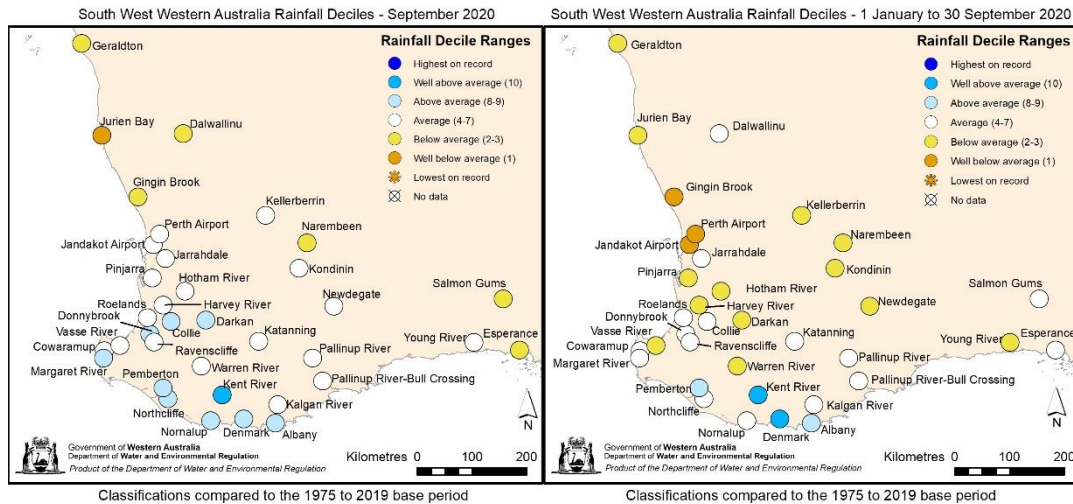 South West Western Australia Rainfall Deciles - September 2020
Geraldton
Jurien Bay
Dalwallinu
Gingin Brook
Kellerberrin
Perth Airport
Narembeen
Jandakot Airport
Jarrahdale
Kondinin
Pinjarra
Hotham River
Salmon Gums
Newdegate
Roelands
Harvey River
Donnybrook
Darkan
Vasse River
Collie
Katanning
Young River
Esperance
Cowaramup
Ravenscliffe
Pallinup River
Margaret River
Warren River
Pemberton
Kent River
Pallinup River-Bull Crossing
Northcliffe
Kalgan River
Nornalup
Denmark
Albany
Rainfall Decile Ranges
Highest on record
Well above average (10)
Above average (8-9)
Average (4-7)
Below average (2-3)
Well below average (1)
Lowest on record
No data
N
Government of Western Australia
Department of Water and Environmental Regulation
Product of the Department of Water and Environmental Regulation
Kilometres
0 50 100 150 200
Classifications compared to the 1975 to 2019 base period
South West Western Australia Rainfall Deciles - 1 January to 30 September 2020
Geraldton
Jurien Bay
Dalwallinu
Gingin Brook
Kellerberrin
Perth Airport
Narembeen
Jandakot Airport
Jarrahdale
Kondinin
Pinjarra
Hotham River
Salmon Gums
Newdegate
Roelands
Harvey River
Donnybrook
Darkan
Vasse River
Collie
Katanning
Young River
Esperance
Cowaramup
Ravenscliffe
Pallinup River
Margaret River
Warren River
Pemberton
Kent River
Pallinup River-Bull Crossing
Northcliffe
Kalgan River
Nornalup
Denmark
Albany
Rainfall Decile Ranges
Highest on record
Well above average (10)
Above average (8-9)
Average (4-7)
Below average (2-3)
Well below average (1)
Lowest on record
No data
N
Government of Western Australia
Department of Water and Environmental Regulation
Product of the Department of Water and Environmental Regulation
Kilometres
0 50 100 150 200
Classifications compared to the 1975 to 2019 base period